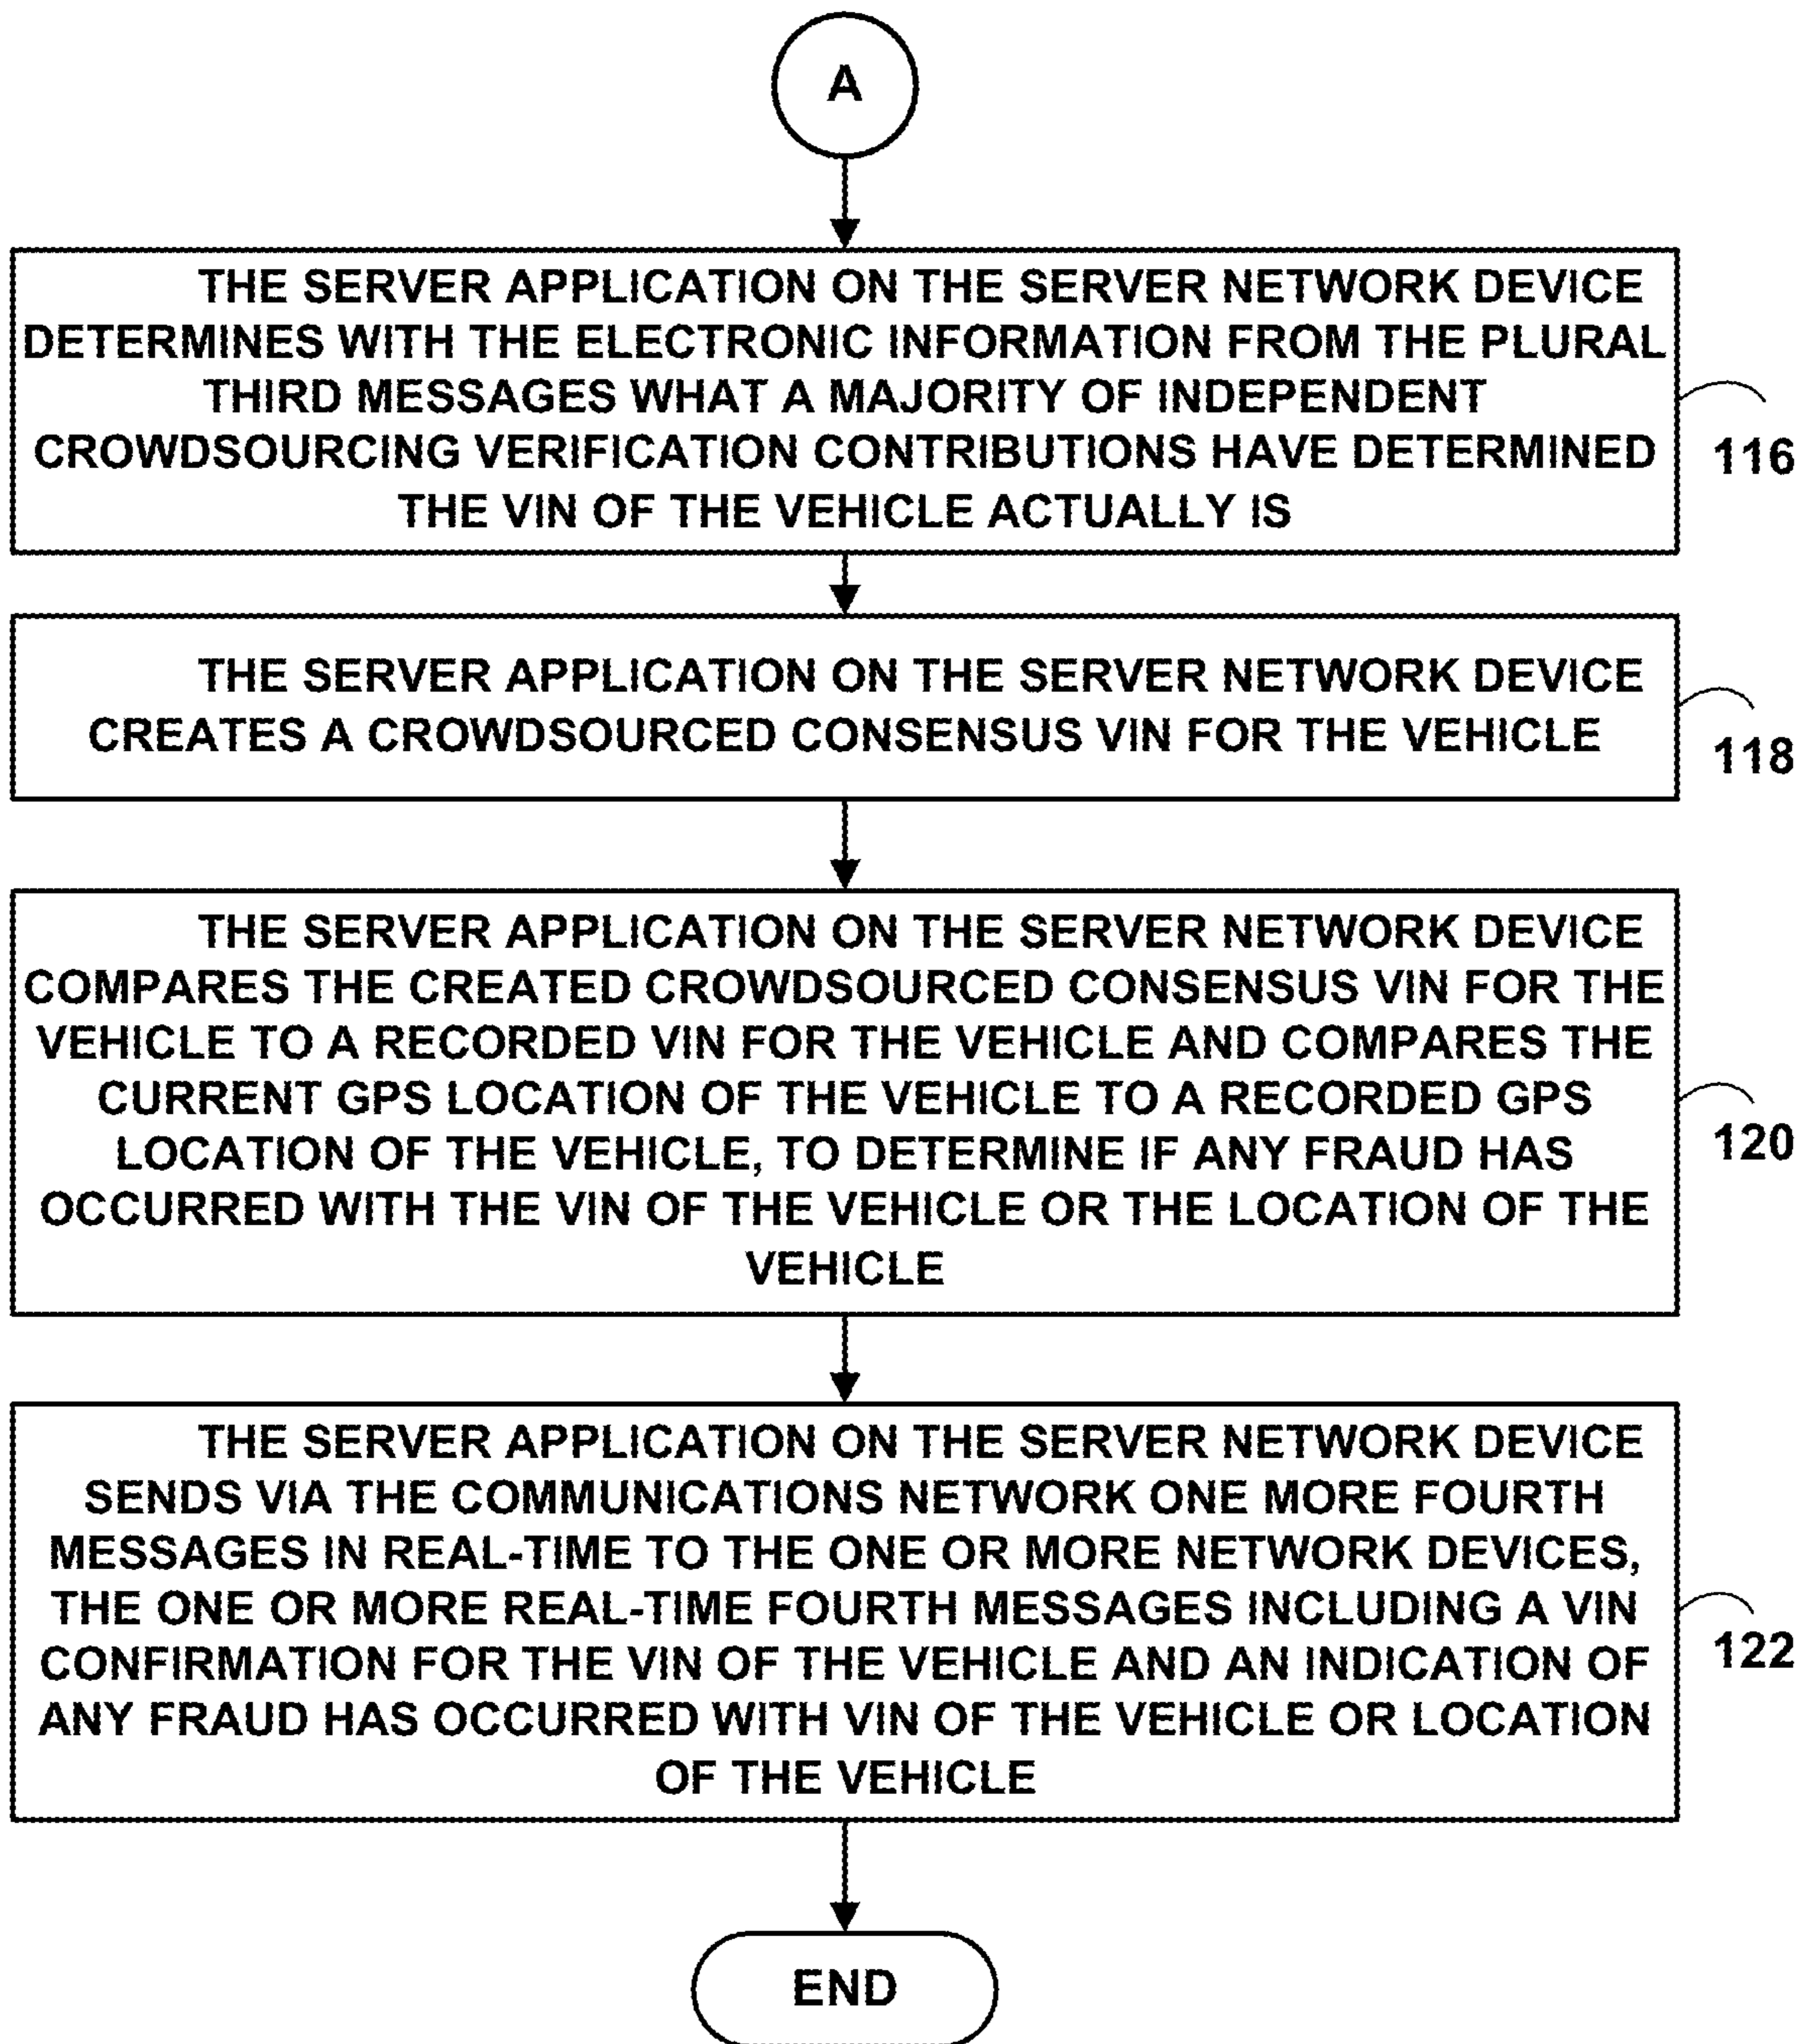 A
THE SERVER APPLICATION ON THE SERVER NETWORK DEVICE
DETERMINES WITH THE ELECTRONIC INFORMATION FROM THE PLURAL
THIRD MESSAGES WHAT A MAJORITY OF INDEPENDENT
CROWDSOURCING VERIFICATION CONTRIBUTIONS HAVE DETERMINED
THE VIN OF THE VEHICLE ACTUALLY IS
116
THE SERVER APPLICATION ON THE SERVER NETWORK DEVICE
CREATES A CROWDSOURCED CONSENSUS VIN FOR THE VEHICLE
118
THE SERVER APPLICATION ON THE SERVER NETWORK DEVICE
COMPARES THE CREATED CROWDSOURCED CONSENSUS VIN FOR THE
VEHICLE TO A RECORDED VIN FOR THE VEHICLE AND COMPARES THE
CURRENT GPS LOCATION OF THE VEHICLE TO A RECORDED GPS
LOCATION OF THE VEHICLE, TO DETERMINE IF ANY FRAUD HAS
OCCURRED WITH THE VIN OF THE VEHICLE OR THE LOCATION OF THE
VEHICLE
120
THE SERVER APPLICATION ON THE SERVER NETWORK DEVICE
SENDS VIA THE COMMUNICATIONS NETWORK ONE MORE FOURTH
MESSAGES IN REAL-TIME TO THE ONE OR MORE NETWORK DEVICES,
THE ONE OR MORE REAL-TIME FOURTH MESSAGES INCLUDING A VIN
CONFIRMATION FOR THE VIN OF THE VEHICLE AND AN INDICATION OF
ANY FRAUD HAS OCCURRED WITH VIN OF THE VEHICLE OR LOCATION
OF THE VEHICLE
122
END